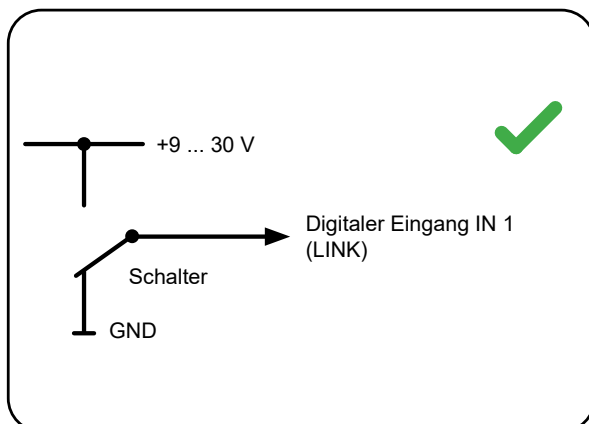 +9 ... 30 V
Digitaler Eingang IN 1
(LINK)
Schalter
GND